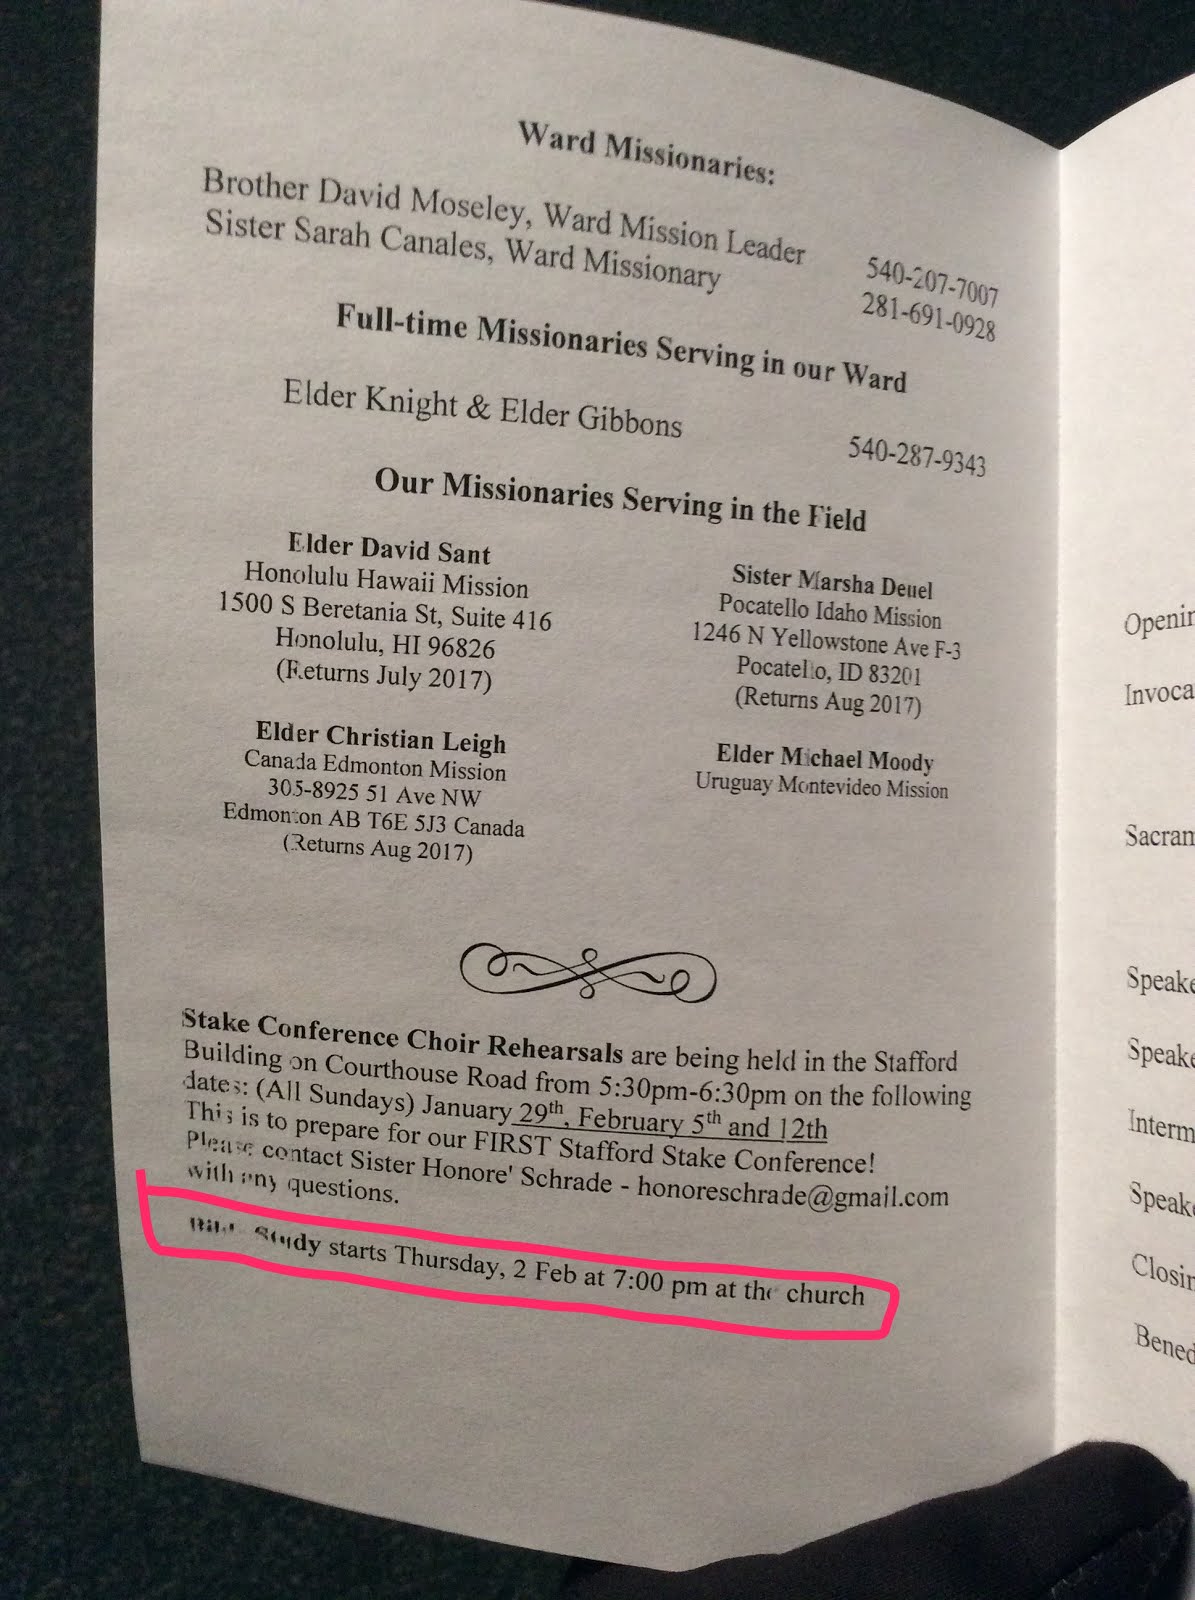 Ward Missionaries:
Brother David Moseley, Ward Mission Leader 540-207-7007
Sister Sarah Canales, Ward Missionary 281-691-0928
Full-time Missionaries Serving in our Ward
Elder Knight & Elder Gibbons 540-287-9343
Our Missionaries Serving in the Field
Elder David Sant
Honolulu Hawaii Mission
1500 S Beretania St, Suite 416
Honolulu, HI 96826
(Returns July 2017)
Sister Marsha Deuel
Pocatello Idaho Mission
1246 N Yellowstone Ave F-3
Pocatello, ID 83201
(Returns Aug 2017)
Elder Christian Leigh
Canada Edmonton Mission
305-8925 51 Ave NW
Edmonton AB T6E 5J3 Canada
(Returns Aug 2017)
Elder Michael Moody
Uruguay Montevideo Mission
Stake Conference Choir Rehearsals are being held in the Stafford
Building on Courthouse Road from 5:30pm-6:30pm on the following
dates: (All Sundays) January 29th, February 5th and 12th
This is to prepare for our FIRST Stafford Stake Conference!
Please contact Sister Honore' Schrade - honoreschrade@gmail.com
with any questions.
Bible Study starts Thursday, 2 Feb at 7:00 pm at the church
Openin
Invoca
Sacram
Speake
Speake
Interm
Speake
Closin
Bened